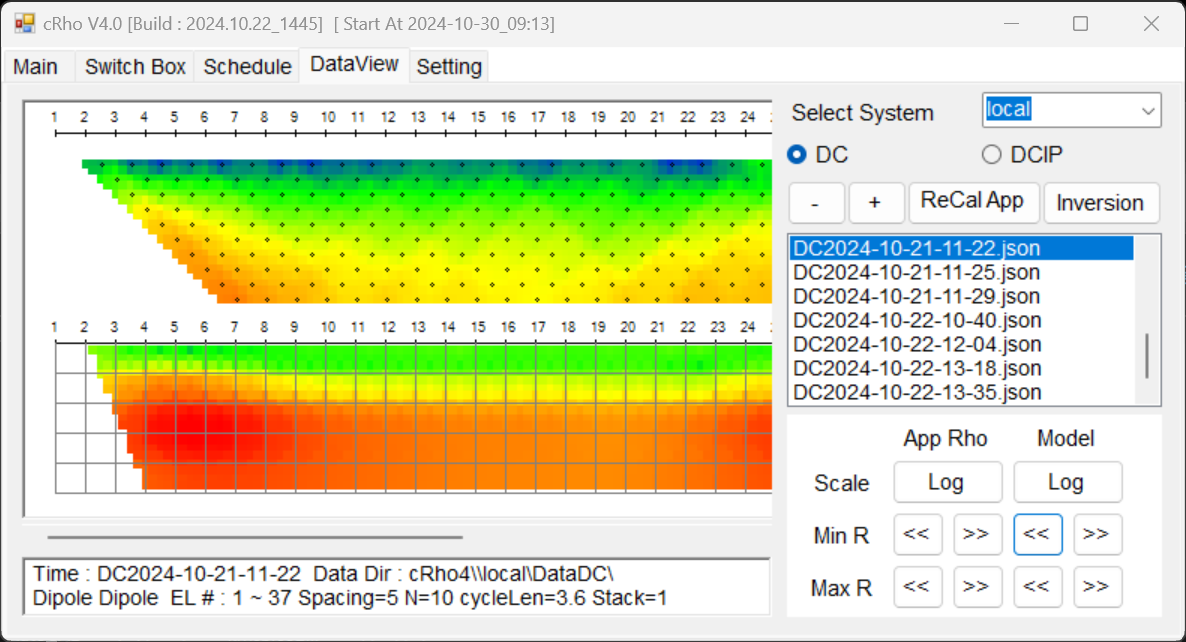 cRho V4.0 [Build : 2024.10.22_1445]  [ Start At 2024-10-30_09:13]
Main Switch Box Schedule DataView Setting
1 2 3 4 5 6 7 8 9 10 11 12 13 14 15 16 17 18 19 20 21 22 23 24
1 2 3 4 5 6 7 8 9 10 11 12 13 14 15 16 17 18 19 20 21 22 23 24
Time : DC2024-10-21-11-22  Data Dir : cRho4\\local\DataDC\
Dipole Dipole  EL # : 1 ~ 37 Spacing=5 N=10 cycleLen=3.6 Stack=1
Select System local
DC DCIP
- + ReCal App Inversion
DC2024-10-21-11-22.json
DC2024-10-21-11-25.json
DC2024-10-21-11-29.json
DC2024-10-22-10-40.json
DC2024-10-22-12-04.json
DC2024-10-22-13-18.json
DC2024-10-22-13-35.json
App Rho Model
Scale Log Log
Min R << >> << >>
Max R << >> << >>